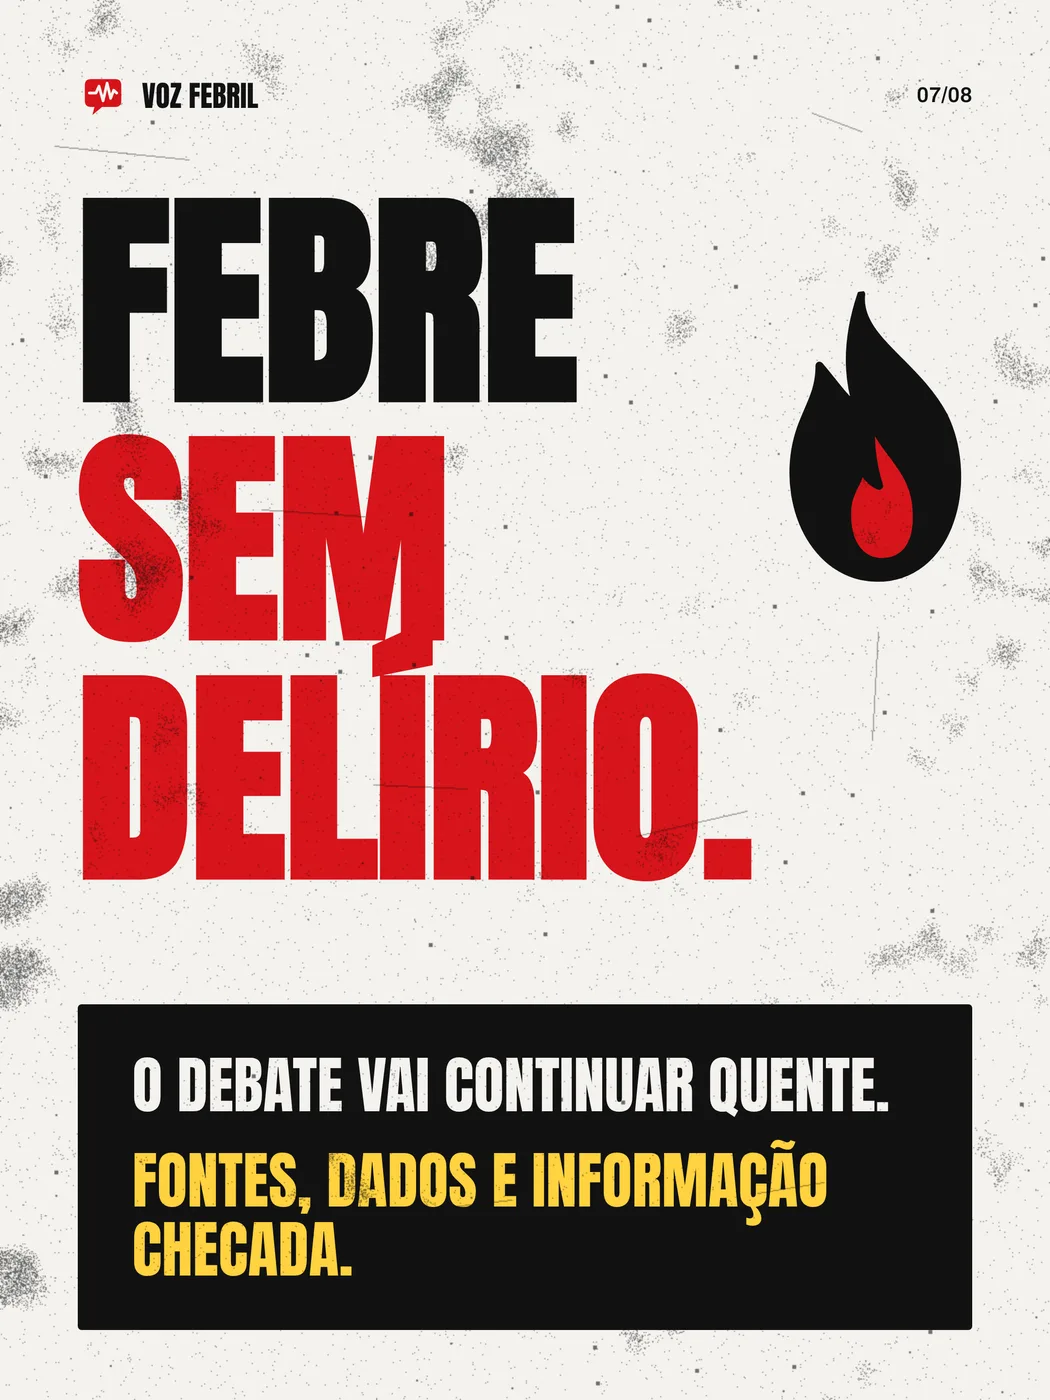 VOZ FEBRIL
07/08
FEBRE
SEM
DELÍRIO.
O DEBATE VAI CONTINUAR QUENTE.
FONTES, DADOS E INFORMAÇÃO
CHECADA.